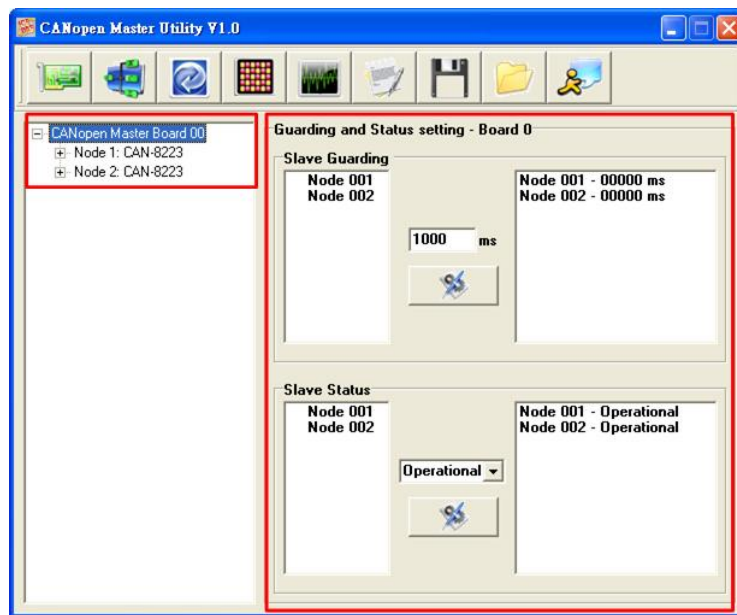 CANopen Master Utility V1.0
CANopen Master Board 00
Node 1: CAN-8223
Node 2: CAN-8223
Guarding and Status setting - Board 0
Slave Guarding
Node 001
Node 002
1000 ms
Node 001 - 00000 ms
Node 002 - 00000 ms
Slave Status
Node 001
Node 002
Operational
Node 001 - Operational
Node 002 - Operational